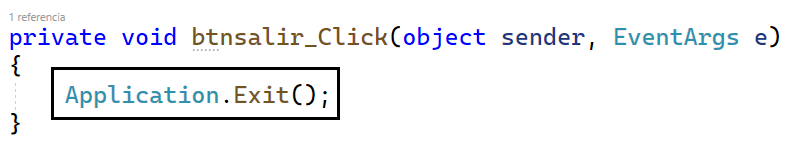 1 referencia
private void btnsalir_Click(object sender, EventArgs e)
{
Application.Exit();
}